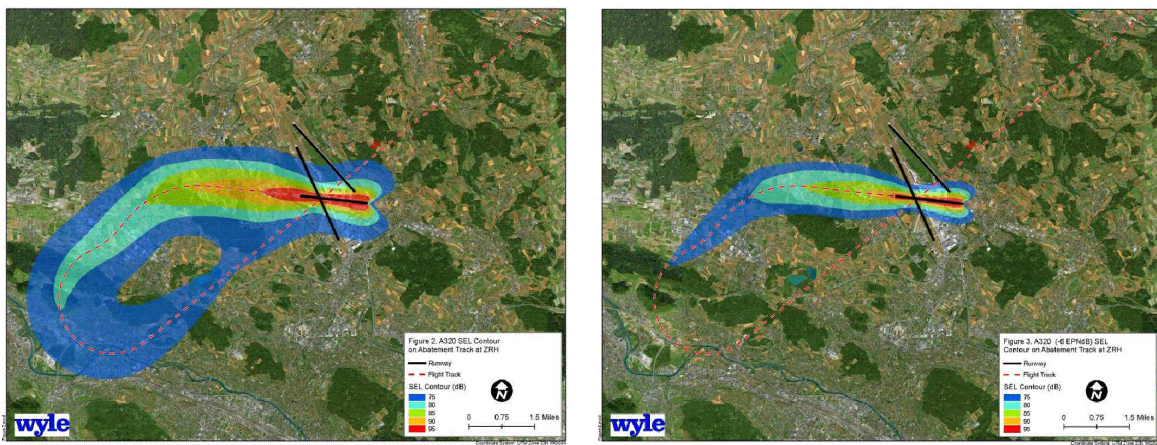 Figure 2. A320 SEL Contour
on Abatement Track at ZRH
Runway
Flight Track
SEL Contour (dB)
75
80
85
90
95
N
0 0.75 1.5 Miles
wyle
Figure 3. A320 (-6 EPNdB) SEL
Contour on Abatement Track at ZRH
Runway
Flight Track
SEL Contour (dB)
75
80
85
90
95
N
0 0.75 1.5 Miles
wyle